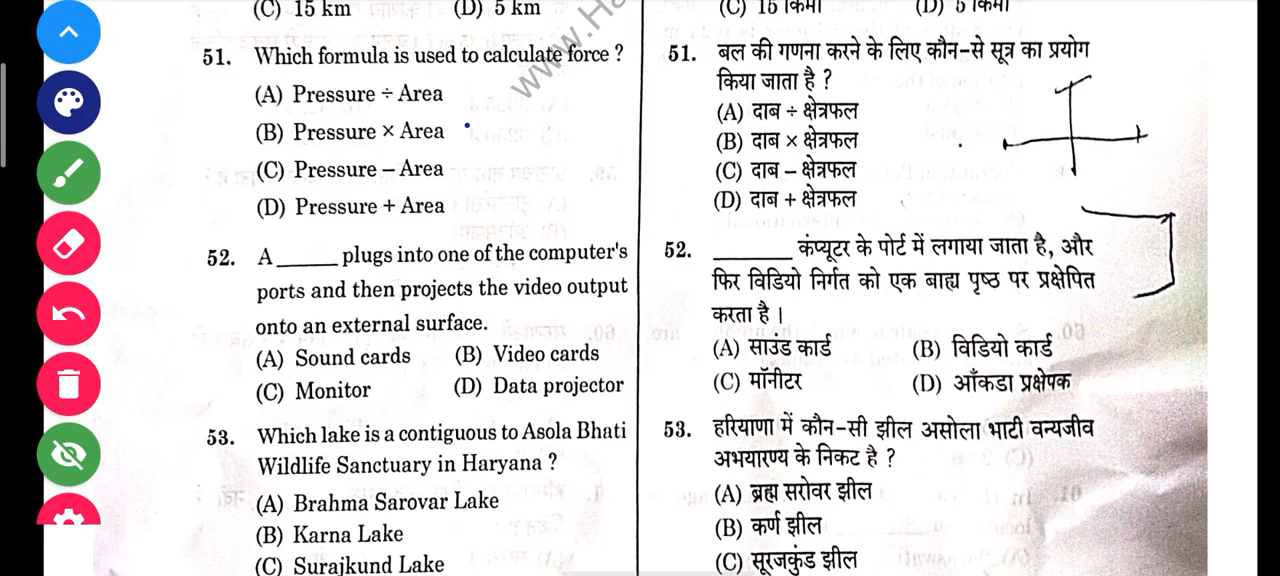 (C) 15 km (D) 5 km
51. Which formula is used to calculate force ?
(A) Pressure ÷ Area
(B) Pressure × Area
(C) Pressure – Area
(D) Pressure + Area
52. A ______ plugs into one of the computer's
ports and then projects the video output
onto an external surface.
(A) Sound cards (B) Video cards
(C) Monitor (D) Data projector
53. Which lake is a contiguous to Asola Bhati
Wildlife Sanctuary in Haryana ?
(A) Brahma Sarovar Lake
(B) Karna Lake
(C) Surajkund Lake
www.Ha
(C) 15 किमी (D) 5 किमी
51. बल की गणना करने के लिए कौन-से सूत्र का प्रयोग
किया जाता है ?
(A) दाब ÷ क्षेत्रफल
(B) दाब × क्षेत्रफल
(C) दाब – क्षेत्रफल
(D) दाब + क्षेत्रफल
52. ________ कंप्यूटर के पोर्ट में लगाया जाता है, और
फिर विडियो निर्गत को एक बाह्य पृष्ठ पर प्रक्षेपित
करता है ।
(A) साउंड कार्ड (B) विडियो कार्ड
(C) मॉनीटर (D) आँकडा प्रक्षेपक
53. हरियाणा में कौन-सी झील असोला भाटी वन्यजीव
अभयारण्य के निकट है ?
(A) ब्रह्म सरोवर झील
(B) कर्ण झील
(C) सूरजकुंड झील